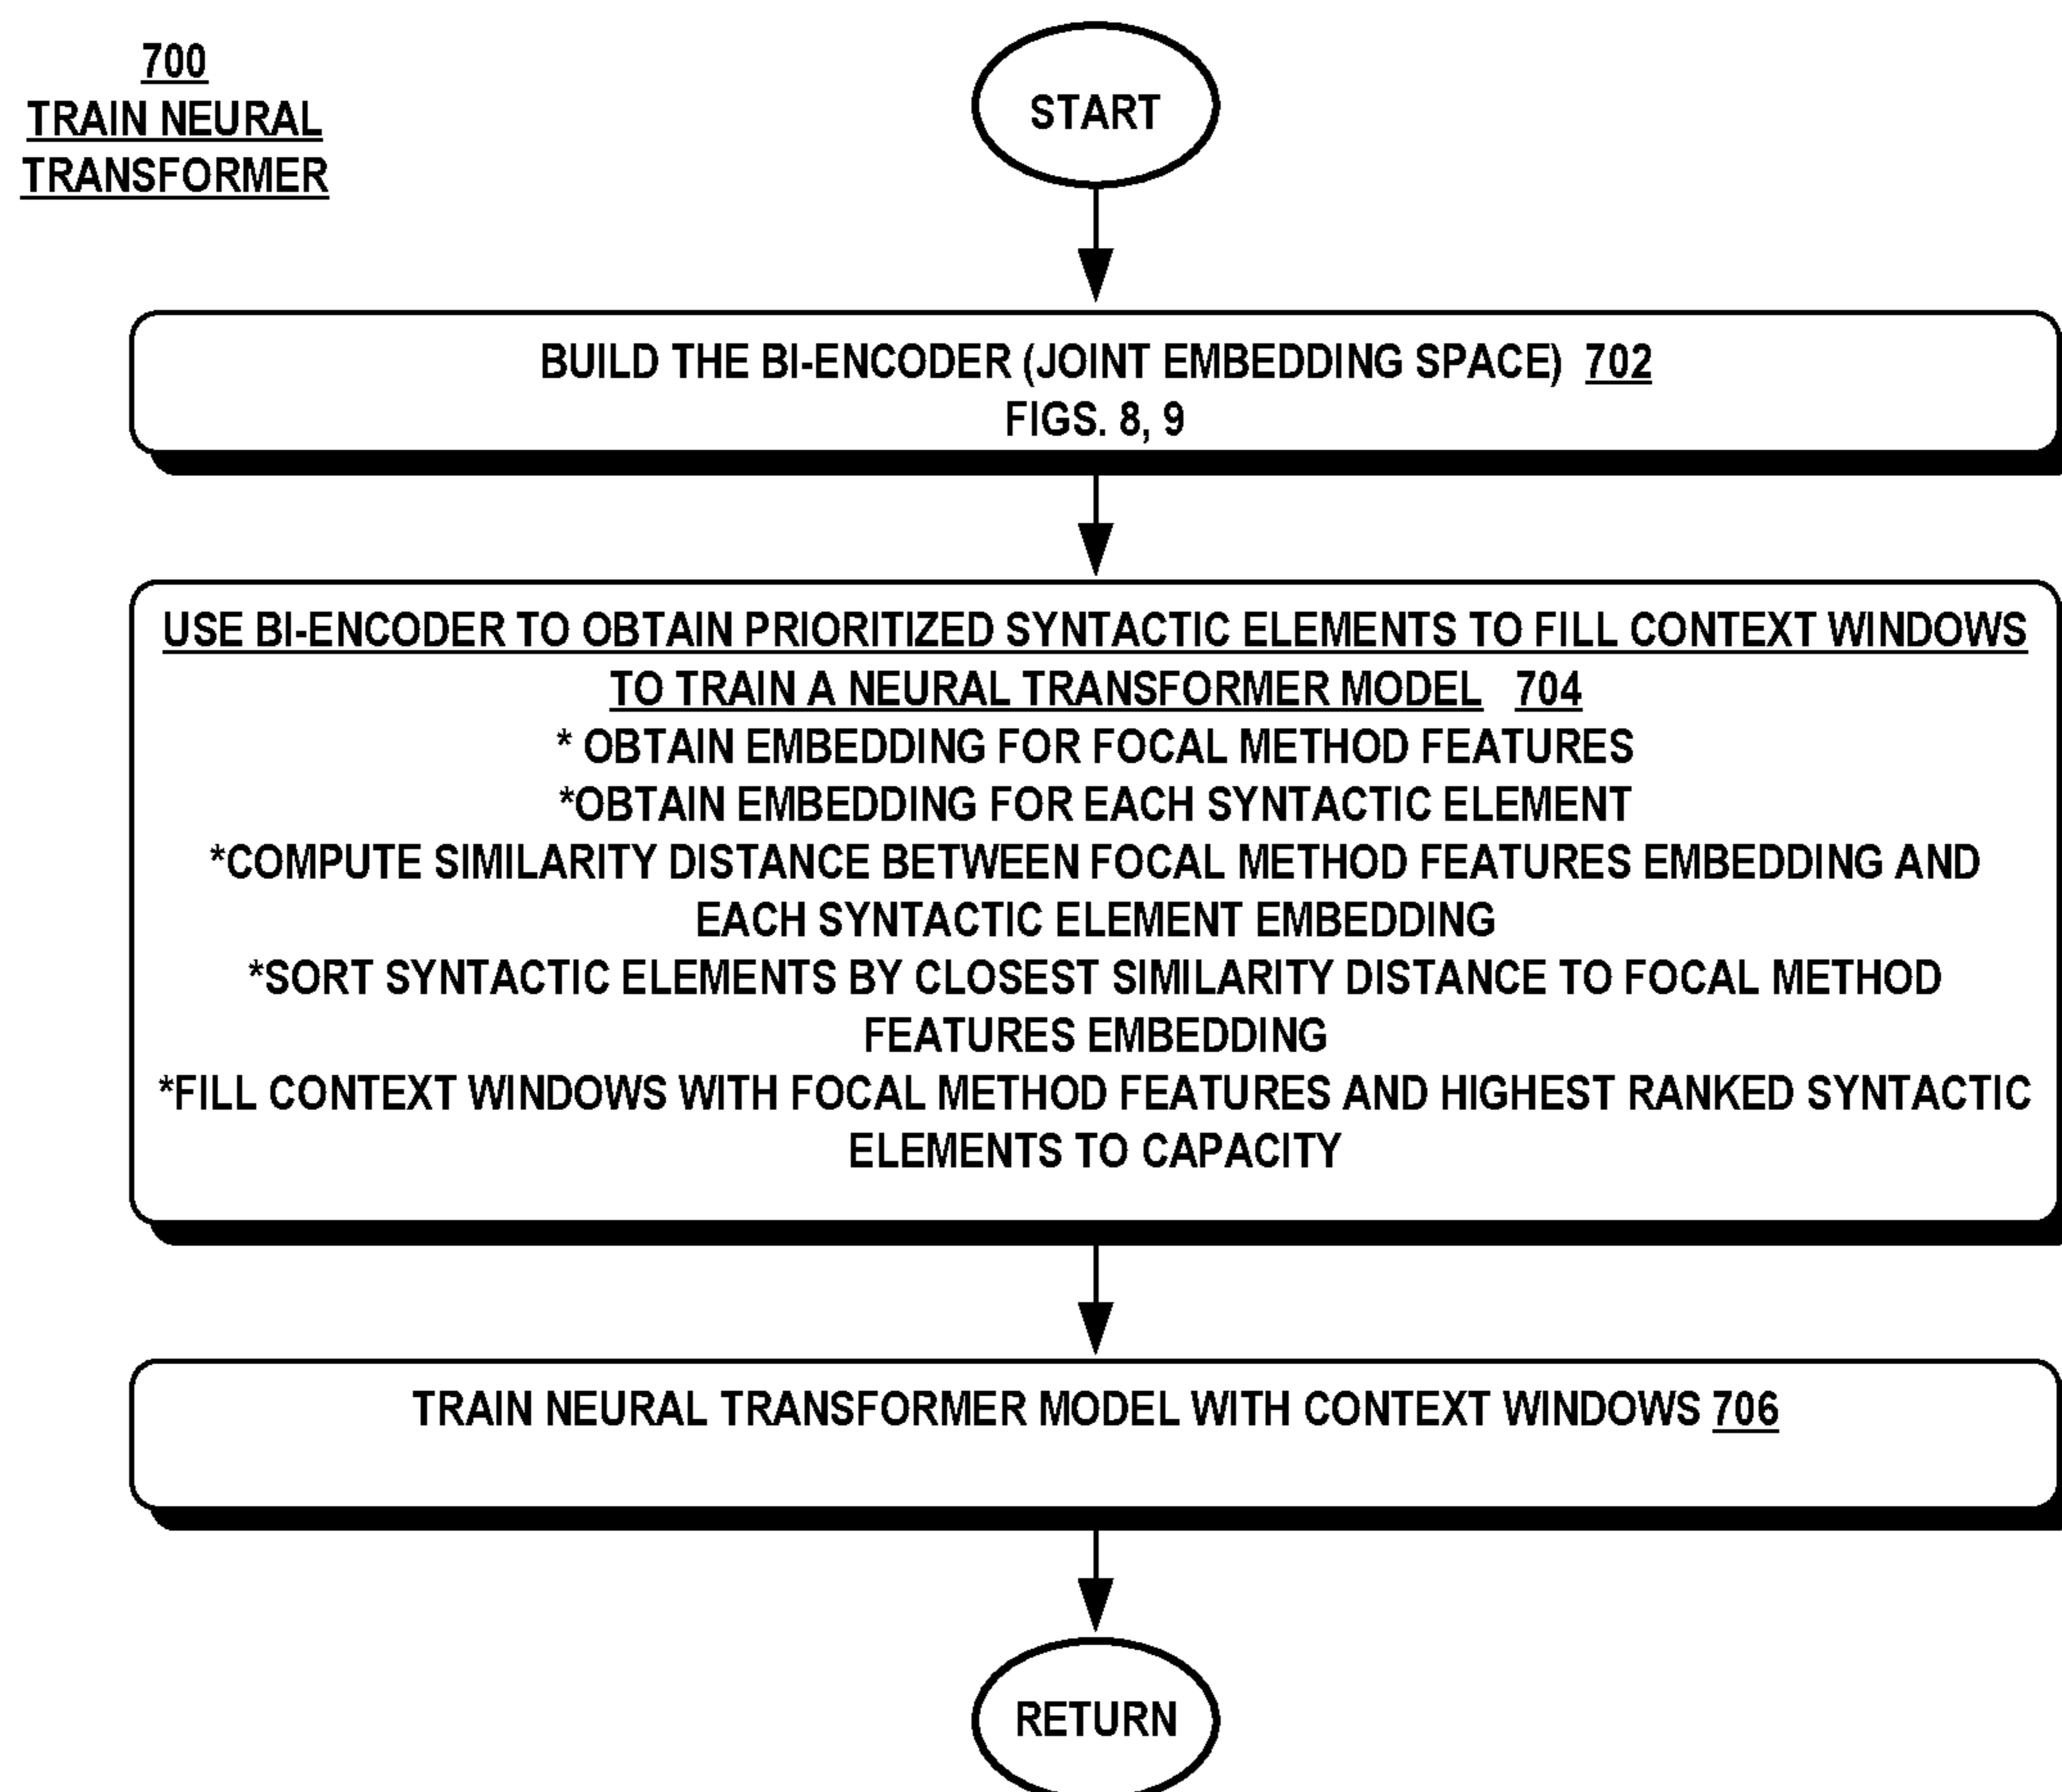 700
TRAIN NEURAL
TRANSFORMER
START
BUILD THE BI-ENCODER (JOINT EMBEDDING SPACE) 702
FIGS. 8, 9
USE BI-ENCODER TO OBTAIN PRIORITIZED SYNTACTIC ELEMENTS TO FILL CONTEXT WINDOWS
TO TRAIN A NEURAL TRANSFORMER MODEL 704
* OBTAIN EMBEDDING FOR FOCAL METHOD FEATURES
*OBTAIN EMBEDDING FOR EACH SYNTACTIC ELEMENT
*COMPUTE SIMILARITY DISTANCE BETWEEN FOCAL METHOD FEATURES EMBEDDING AND
EACH SYNTACTIC ELEMENT EMBEDDING
*SORT SYNTACTIC ELEMENTS BY CLOSEST SIMILARITY DISTANCE TO FOCAL METHOD
FEATURES EMBEDDING
*FILL CONTEXT WINDOWS WITH FOCAL METHOD FEATURES AND HIGHEST RANKED SYNTACTIC
ELEMENTS TO CAPACITY
TRAIN NEURAL TRANSFORMER MODEL WITH CONTEXT WINDOWS 706
RETURN